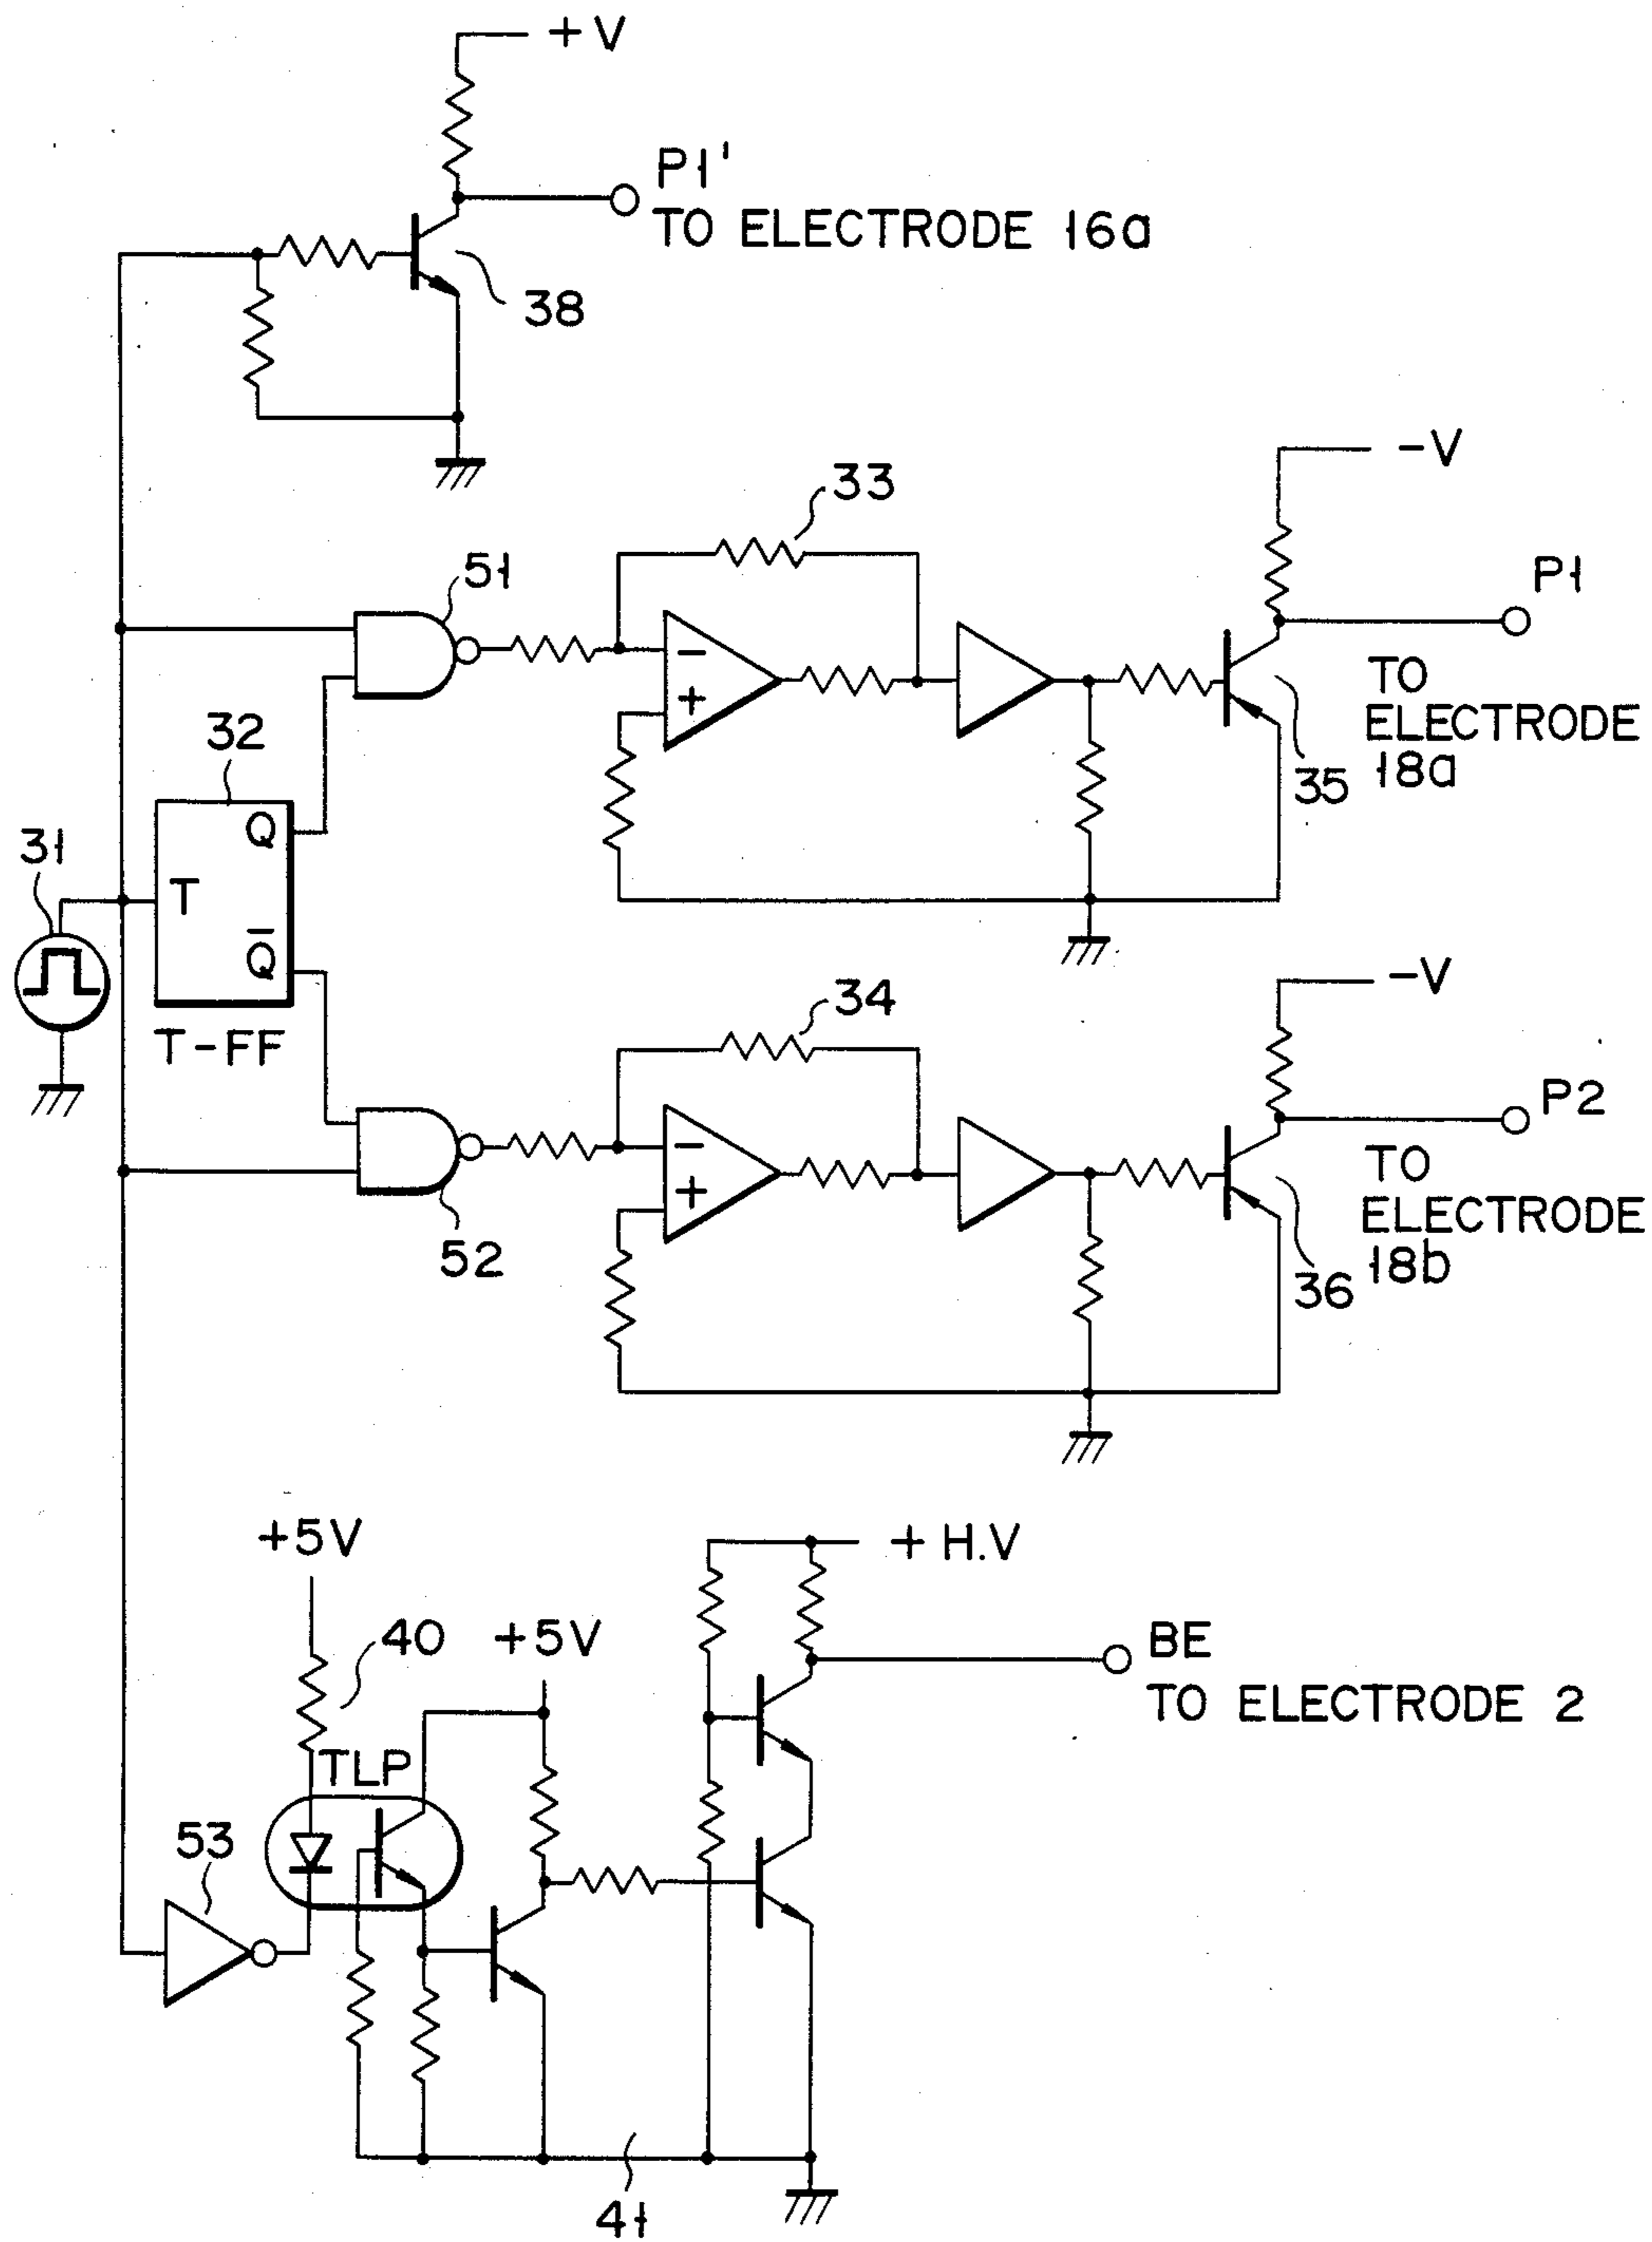 +V
P1'
TO ELECTRODE 16a
38
-V
33
51
P1
TO
ELECTRODE
18a
35
32
Q
31
T
Q̅
T-FF
-V
34
P2
TO
ELECTRODE
18b
36
52
-
+
-
+
+5V
+H.V
40
+5V
BE
TO ELECTRODE 2
TLP
53
41